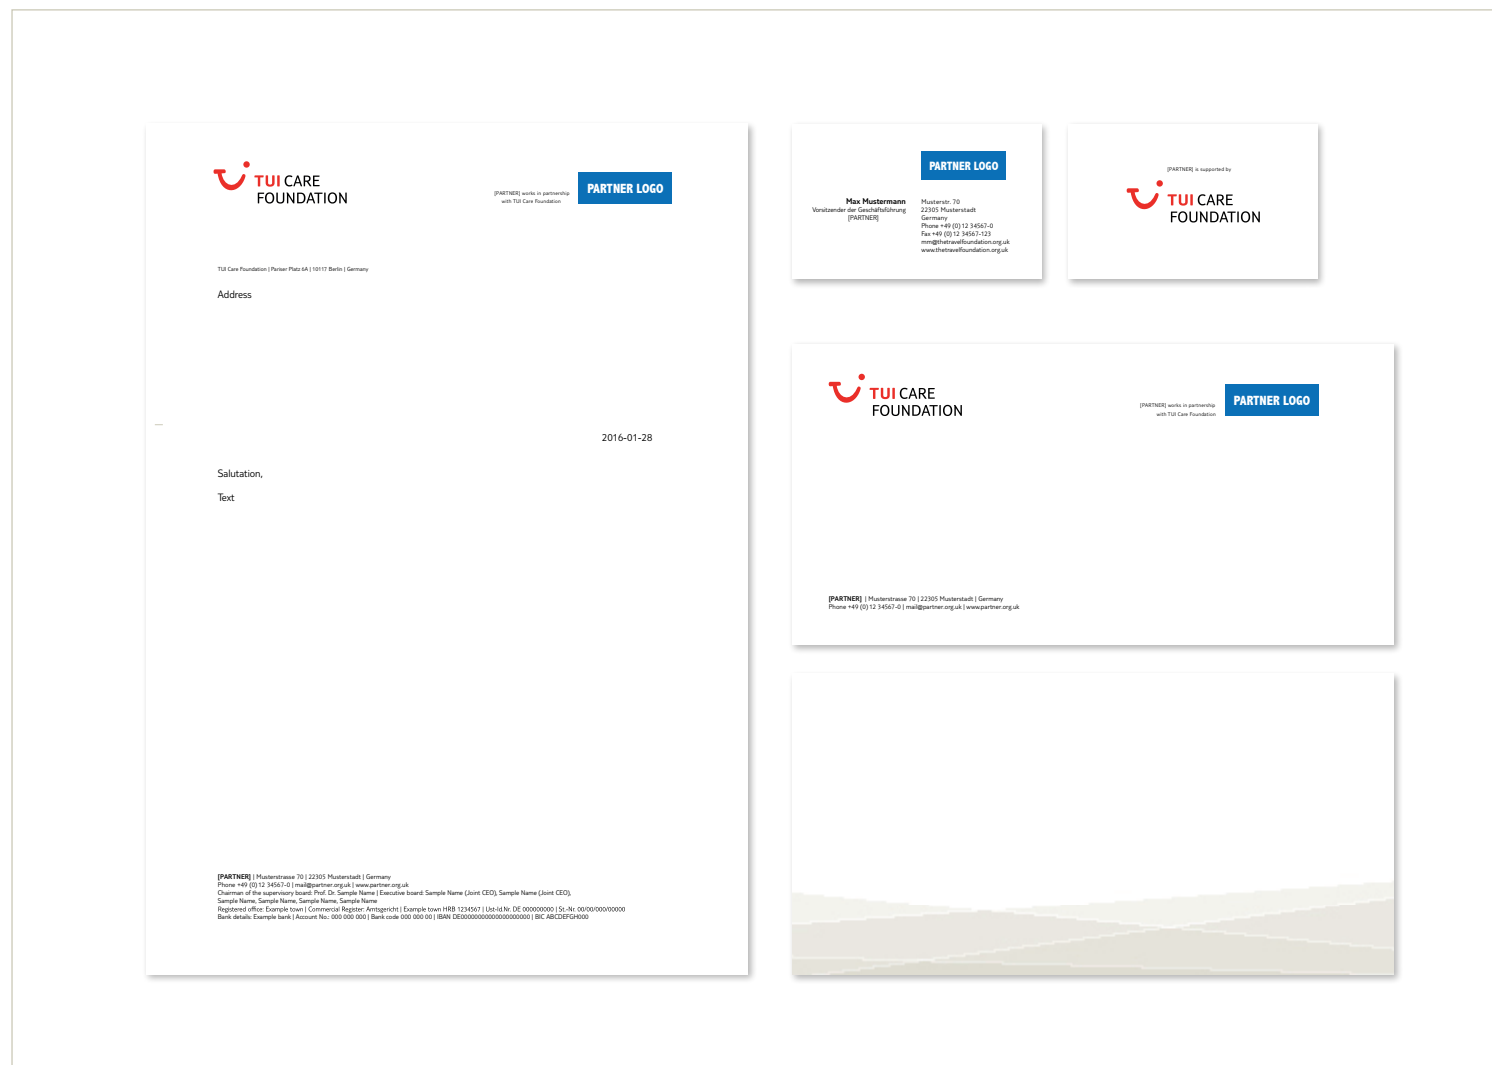 TUI CARE
FOUNDATION
[PARTNER] works in partnership
with TUI Care Foundation
PARTNER LOGO
TUI Care Foundation | Pariser Platz 6A | 10117 Berlin | Germany
Address
2016-01-28
Salutation,
Text
[PARTNER] | Musterstrasse 70 | 22305 Musterstadt | Germany
Phone +49 (0) 12 34567-0 | mail@partner.org.uk | www.partner.org.uk
Chairman of the supervisory board: Prof. Dr. Sample Name | Executive board: Sample Name (Joint CEO), Sample Name (Joint CEO),
Sample Name, Sample Name, Sample Name, Sample Name
Registered office: Example town | Commercial Register: Amtsgericht | Example town HRB 1234567 | Ust-Id.Nr. DE 000000000 | St.-Nr. 00/00/000/00000
Bank details: Example bank | Account No.: 000 000 000 | Bank code 000 000 00 | IBAN DE00000000000000000000 | BIC ABCDEFGH000
PARTNER LOGO
Max Mustermann
Vorsitzender der Geschäftsführung
[PARTNER]
Musterstr. 70
22305 Musterstadt
Germany
Phone +49 (0) 12 34567-0
Fax +49 (0) 12 34567-123
mm@thetravelfoundation.org.uk
www.thetravelfoundation.org.uk
[PARTNER] is supported by
TUI CARE
FOUNDATION
TUI CARE
FOUNDATION
[PARTNER] works in partnership
with TUI Care Foundation
PARTNER LOGO
[PARTNER] | Musterstrasse 70 | 22305 Musterstadt | Germany
Phone +49 (0) 12 34567-0 | mail@partner.org.uk | www.partner.org.uk